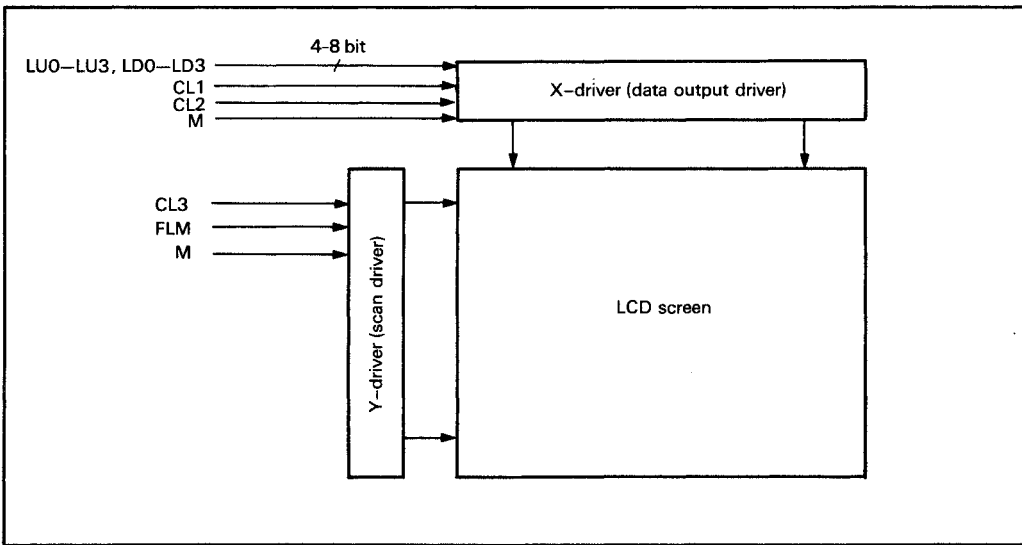 4-8 bit
LU0—LU3, LD0—LD3
CL1
CL2
M
X-driver (data output driver)
CL3
FLM
M
Y-driver (scan driver)
LCD screen